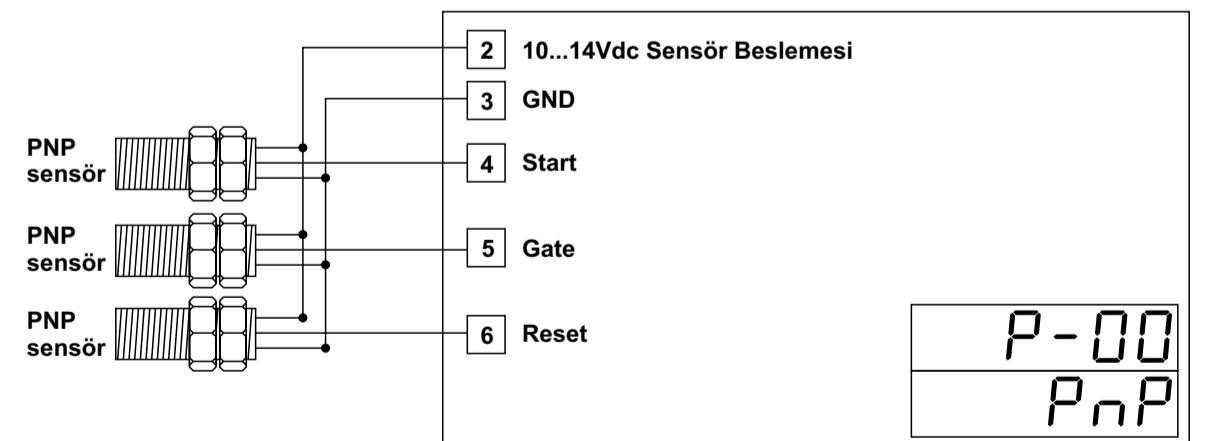 2 10...14Vdc Sensör Beslemesi
3 GND
PNP
sensör
4 Start
PNP
sensör
5 Gate
PNP
sensör
6 Reset
P-00
PnP